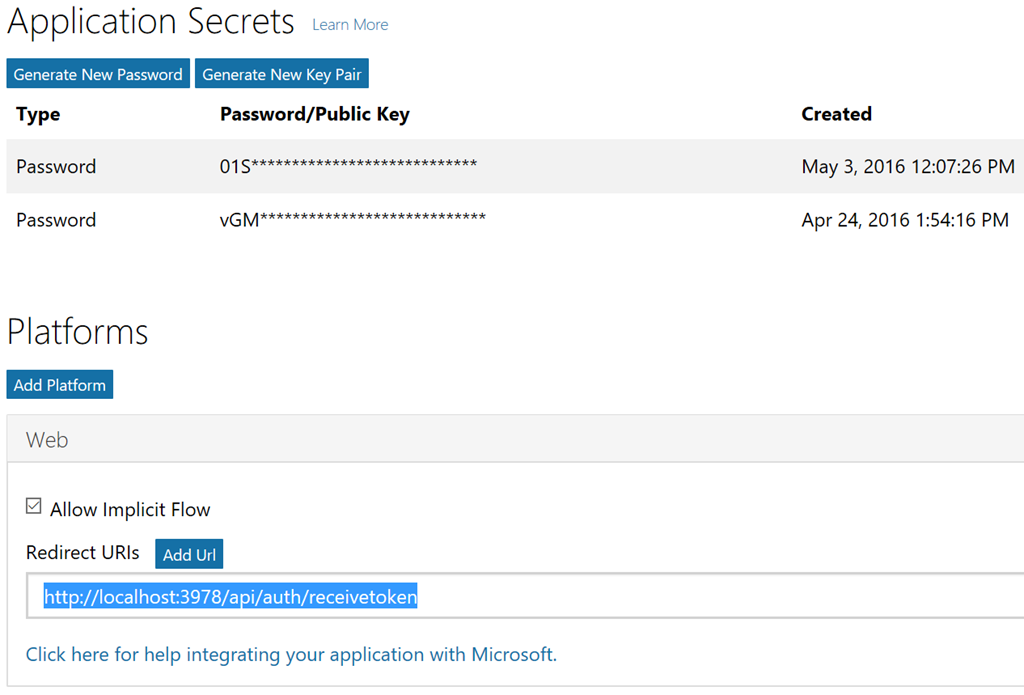 Application Secrets Learn More
Generate New Password Generate New Key Pair
Type Password/Public Key Created
Password 01S**************************** May 3, 2016 12:07:26 PM
Password vGM**************************** Apr 24, 2016 1:54:16 PM
Platforms
Add Platform
Web
Allow Implicit Flow
Redirect URIs Add Url
http://localhost:3978/api/auth/receivetoken
Click here for help integrating your application with Microsoft.